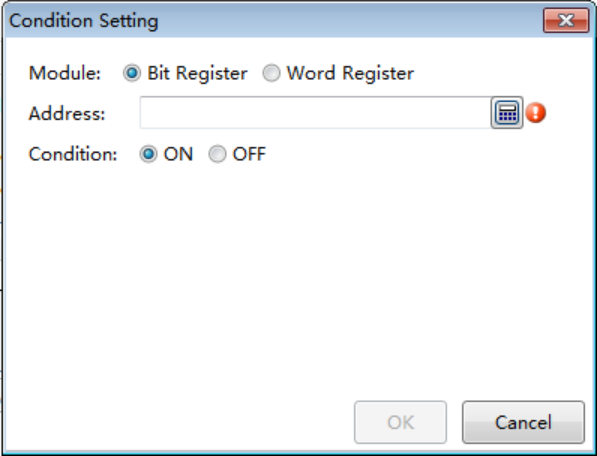 Condition Setting
Module: Bit Register Word Register
Address:
Condition: ON OFF
OK Cancel